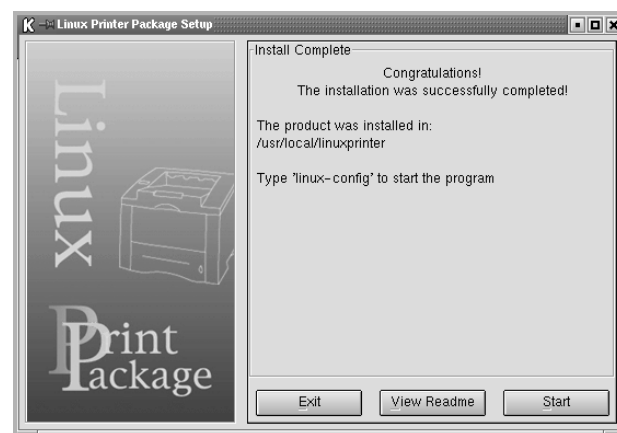 Linux Printer Package Setup
Linux
Print
Package
Install Complete
Congratulations!
The installation was successfully completed!
The product was installed in:
/usr/local/linuxprinter
Type 'linux-config' to start the program
Exit
View Readme
Start